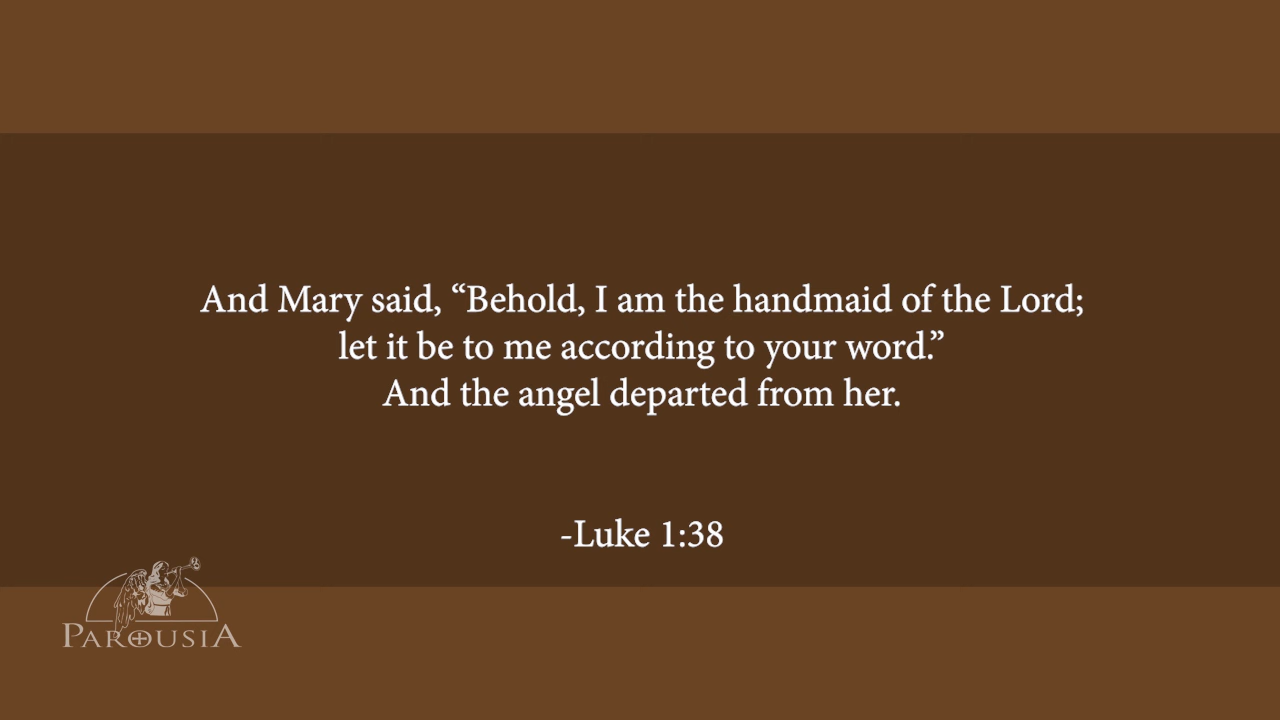 And Mary said, “Behold, I am the handmaid of the Lord;
let it be to me according to your word.”
And the angel departed from her.
-Luke 1:38
PAROUSIA